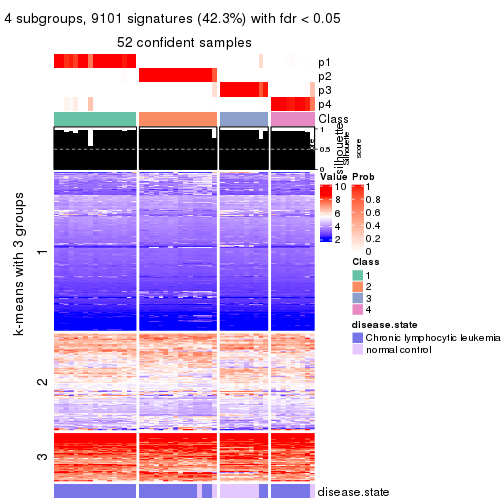 4 subgroups, 9101 signatures (42.3%) with fdr < 0.05
52 confident samples
p1
p2
p3
p4
Class
1
0.5
0
silhouette
score
k-means with 3 groups
1
2
3
Value
10
8
6
4
2
Prob
1
0.8
0.6
0.4
0.2
0
Class
1
2
3
4
disease.state
Chronic lymphocytic leukemia
normal control
disease.state